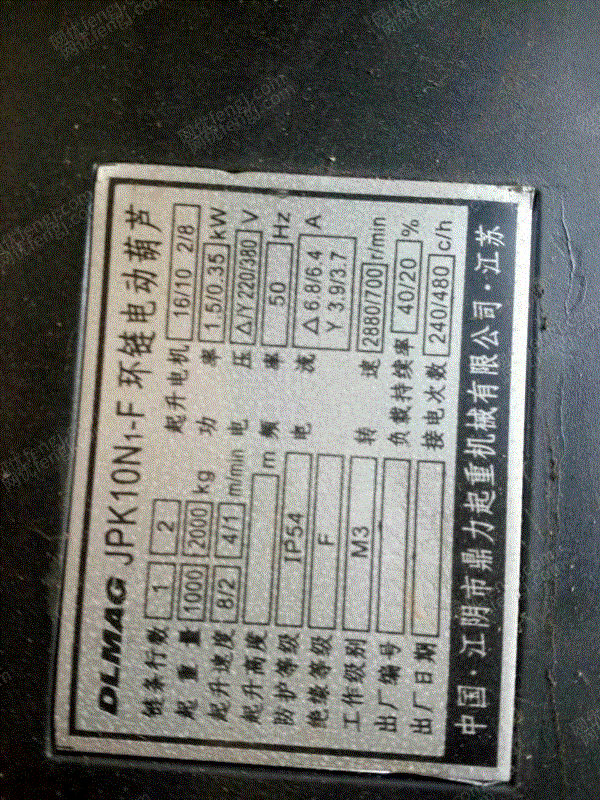 DLMAG JPK10N1-F 环链电动葫芦
链条行数 1 2 起升电机 16/10 2/8
起重量 1000 2000 kg 功率 1.5/0.35 kW
起升速度 8/2 4/1 m/min 电压 △/Y 220/380 V
起升高度 m 频率 50 Hz
防护等级 IP54 电流 △ 6.8/6.4 A
Y 3.9/3.7
绝缘等级 F
工作级别 M3 转速 2880/700 r/min
出厂编号 负载持续率 40/20 %
出厂日期 接电次数 240/480 c/h
中国·江阴市鼎力起重机械有限公司·江苏